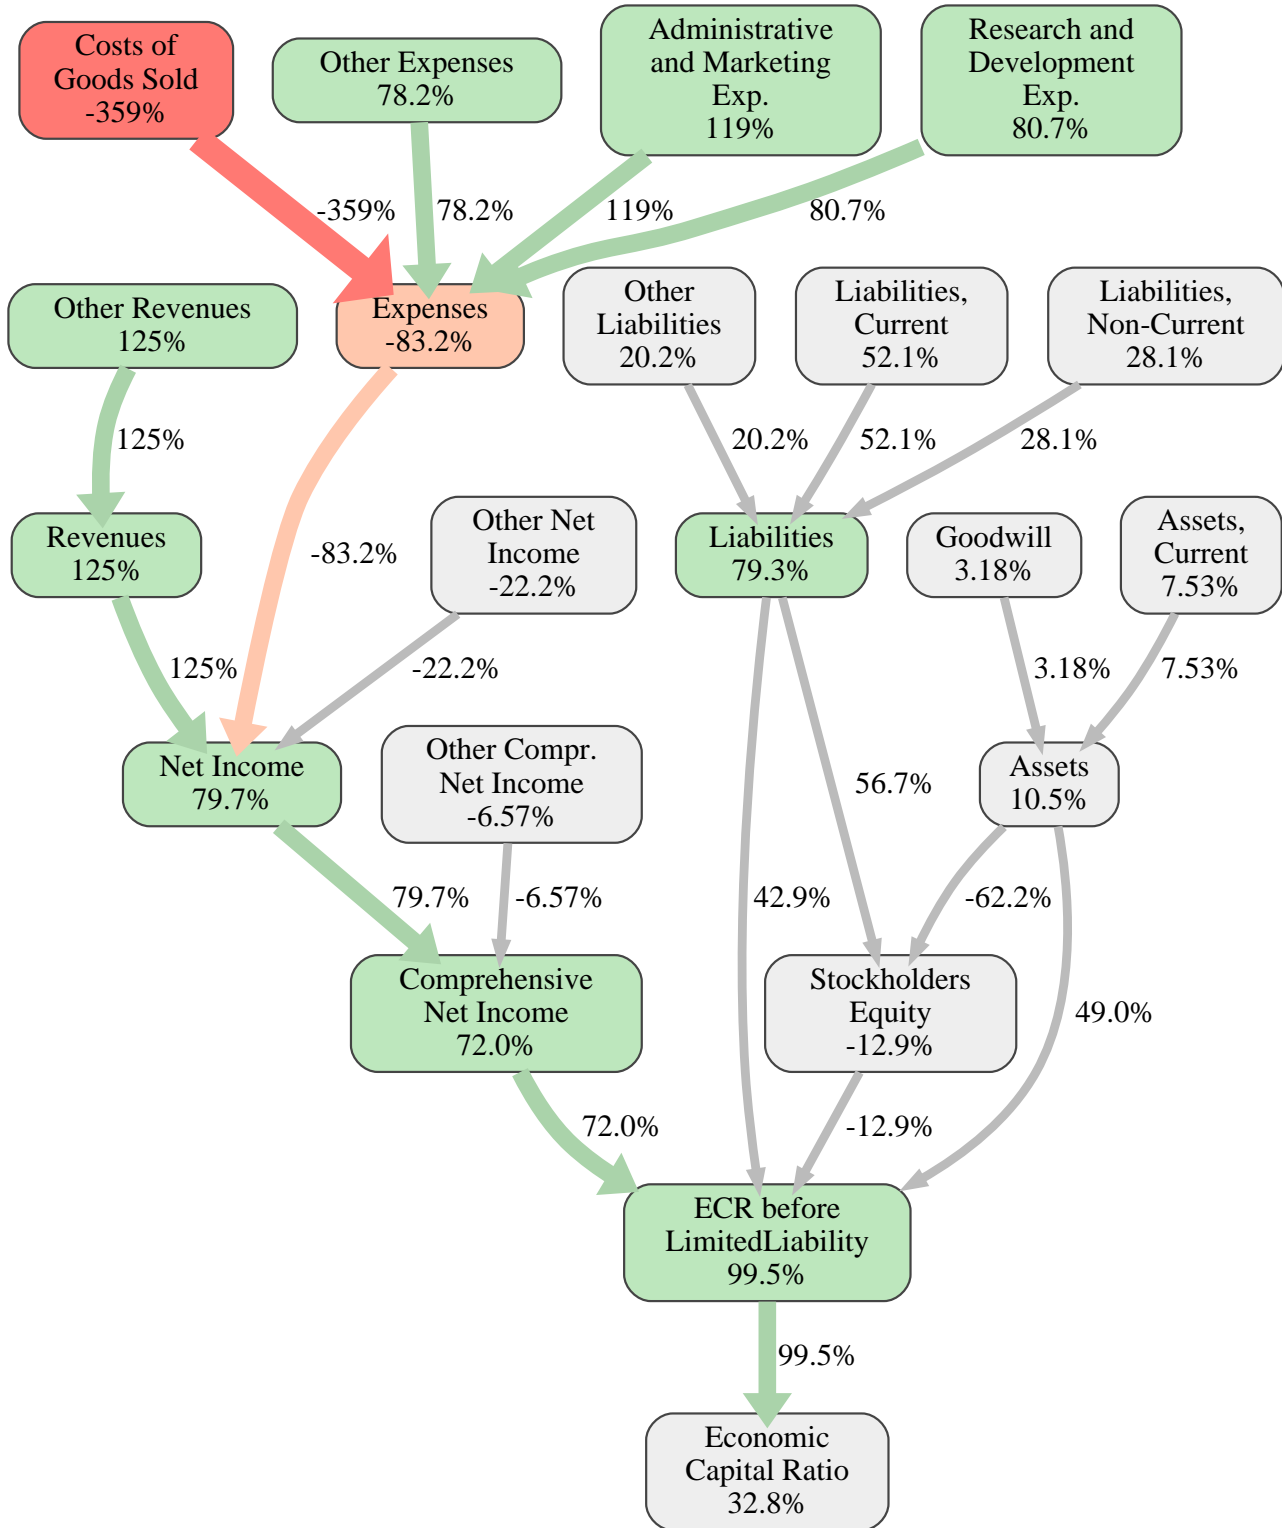 Costs of
Goods Sold
-359%
Other Expenses
78.2%
Administrative
and Marketing
Exp.
119%
Research and
Development
Exp.
80.7%
-359%
78.2%
119%
80.7%
Other Revenues
125%
Expenses
-83.2%
Other
Liabilities
20.2%
Liabilities,
Current
52.1%
Liabilities,
Non-Current
28.1%
125%
20.2%
52.1%
28.1%
Revenues
125%
-83.2%
Other Net
Income
-22.2%
Liabilities
79.3%
Goodwill
3.18%
Assets,
Current
7.53%
125%
-22.2%
3.18%
7.53%
Net Income
79.7%
Other Compr.
Net Income
-6.57%
56.7%
Assets
10.5%
79.7%
-6.57%
42.9%
-62.2%
Comprehensive
Net Income
72.0%
Stockholders
Equity
-12.9%
49.0%
72.0%
-12.9%
ECR before
LimitedLiability
99.5%
99.5%
Economic
Capital Ratio
32.8%